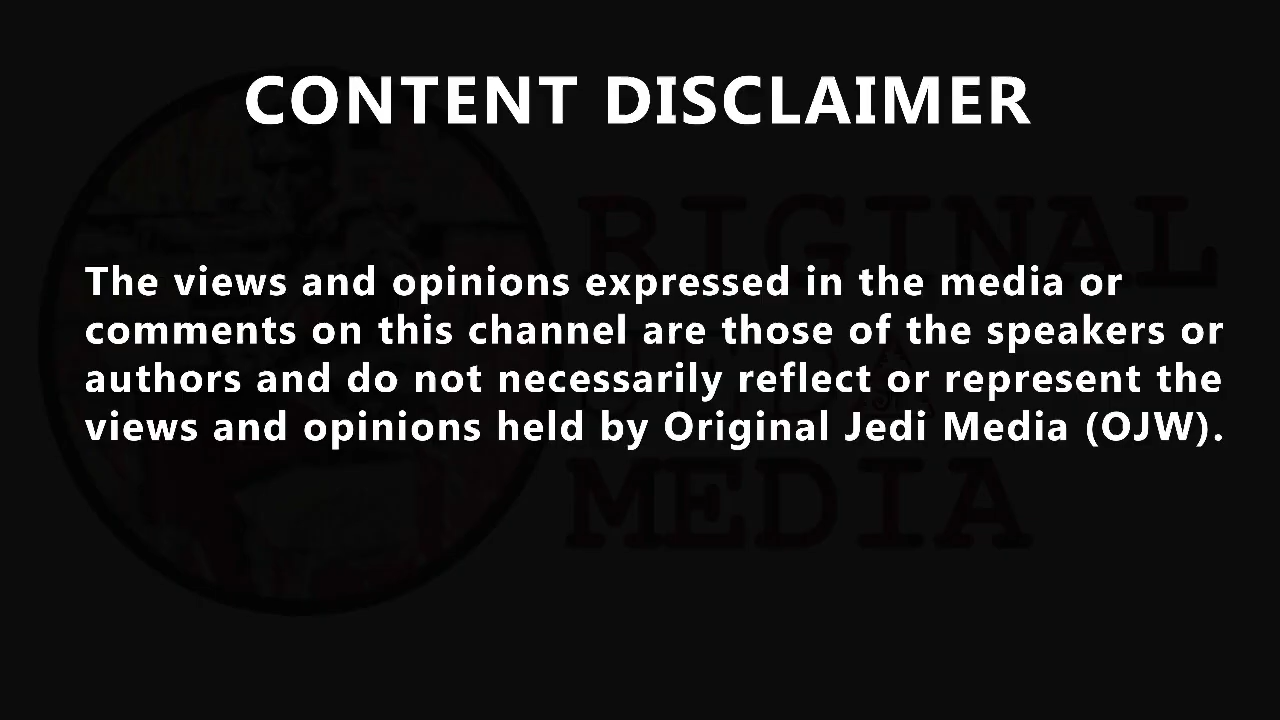 CONTENT DISCLAIMER
RIGINAL
The views and opinions expressed in the media or
comments on this channel are those of the speakers or
authors and do not necessarily reflect or represent the
views and opinions held by Original Jedi Media (OJW).
MEDIA